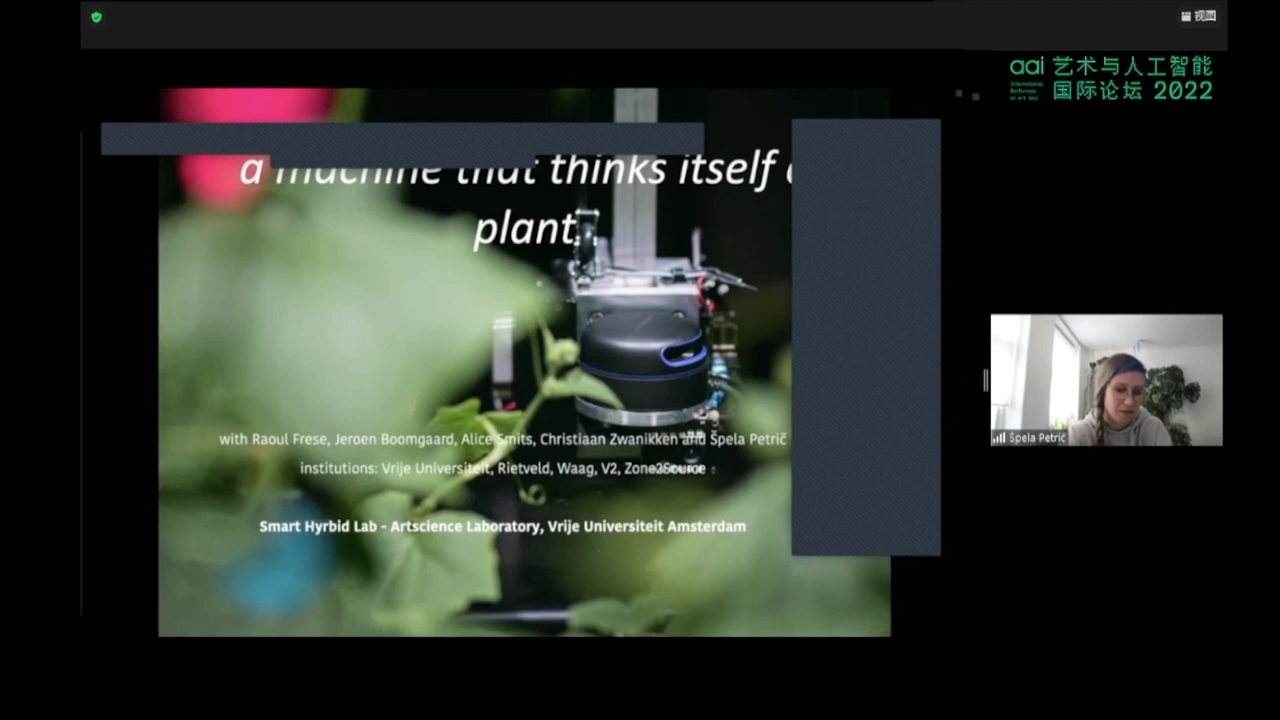 视图
aai 艺术与人工智能
国际论坛 2022
a machine that thinks itself
plant
with Raoul Frese, Jeroen Boomgaard, Alice Smits, Christiaan Zwanikken and Špela Petrič
institutions: Vrije Universiteit, Rietveld, Waag, V2, Zone2Source
Smart Hyrbid Lab - Artscience Laboratory, Vrije Universiteit Amsterdam
Špela Petrič